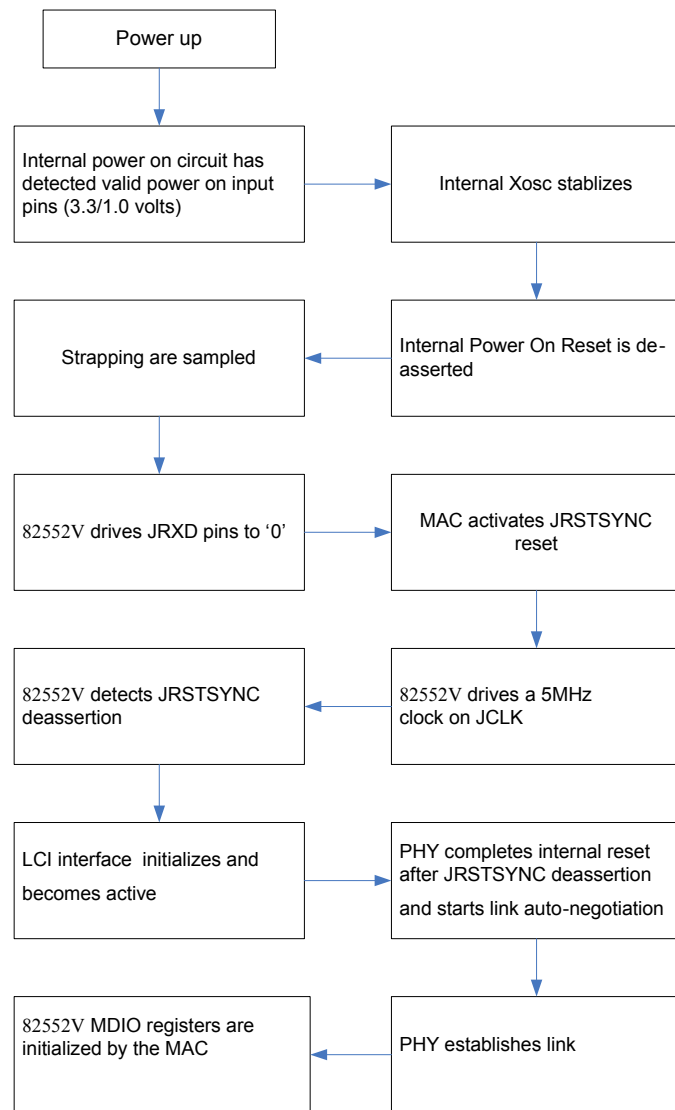 Power up
Internal power on circuit has
detected valid power on input
pins (3.3/1.0 volts)
Internal Xosc stablizes
Internal Power On Reset is de-
asserted
Strapping are sampled
82552V drives JRXD pins to ‘0’
MAC activates JRSTSYNC
reset
82552V drives a 5MHz
clock on JCLK
82552V detects JRSTSYNC
deassertion
LCI interface initializes and
becomes active
PHY completes internal reset
after JRSTSYNC deassertion
and starts link auto-negotiation
PHY establishes link
82552V MDIO registers are
initialized by the MAC